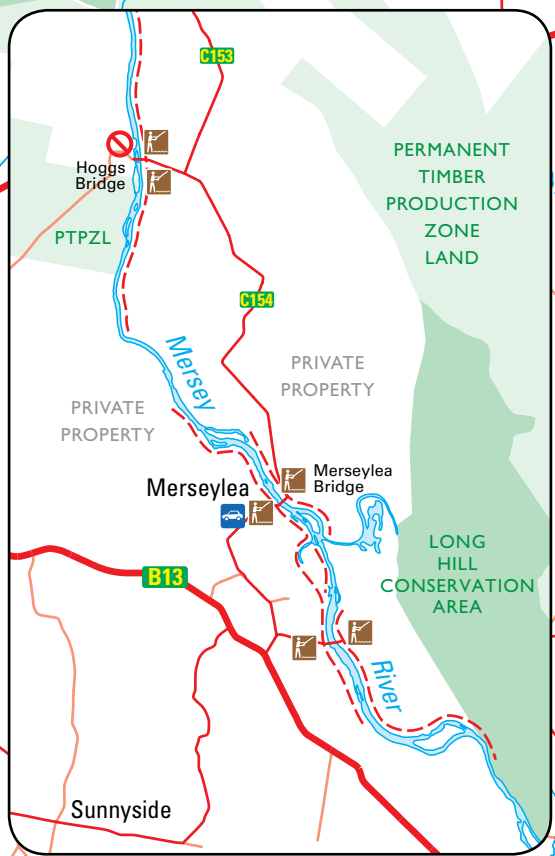 C153
Hoggs
Bridge
PERMANENT
TIMBER
PRODUCTION
ZONE
LAND
PTPZL
C154
Mersey
PRIVATE
PROPERTY
PRIVATE
PROPERTY
Merseylea
Merseylea
Bridge
LONG
HILL
CONSERVATION
AREA
B13
River
Sunnyside